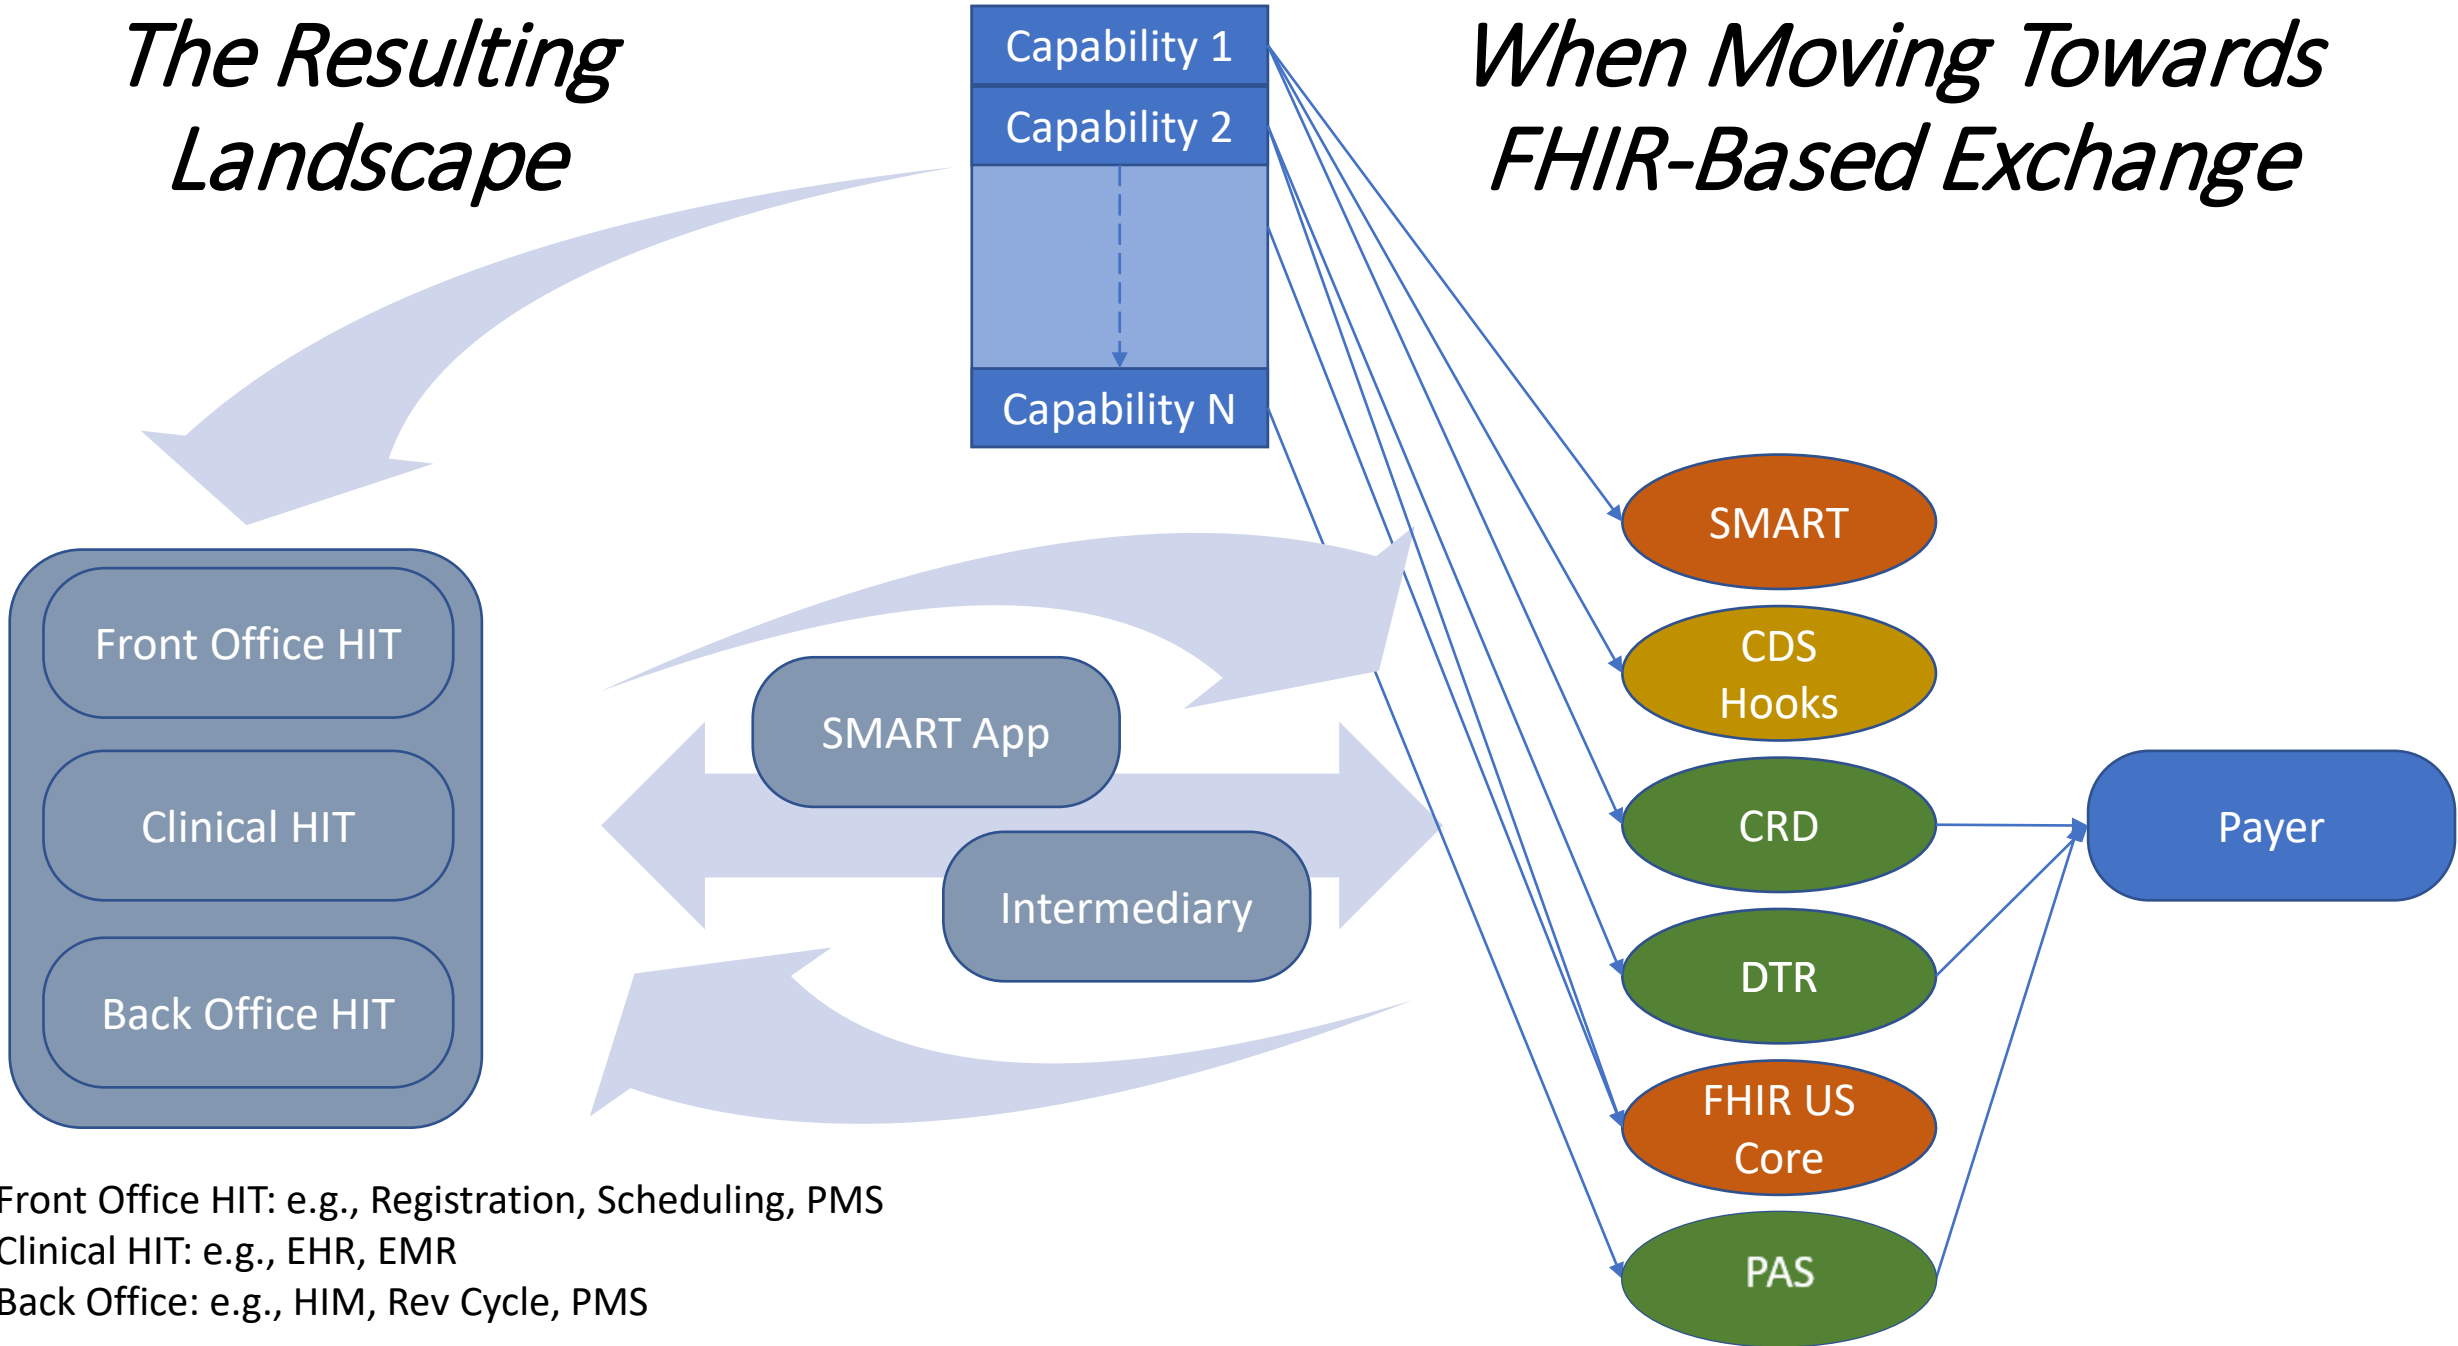 The Resulting
Landscape
When Moving Towards
FHIR-Based Exchange
Capability 1
Capability 2
Capability N
Front Office HIT
Clinical HIT
Back Office HIT
SMART App
Intermediary
SMART
CDS
Hooks
CRD
DTR
FHIR US
Core
PAS
Payer
Front Office HIT: e.g., Registration, Scheduling, PMS
Clinical HIT: e.g., EHR, EMR
Back Office: e.g., HIM, Rev Cycle, PMS